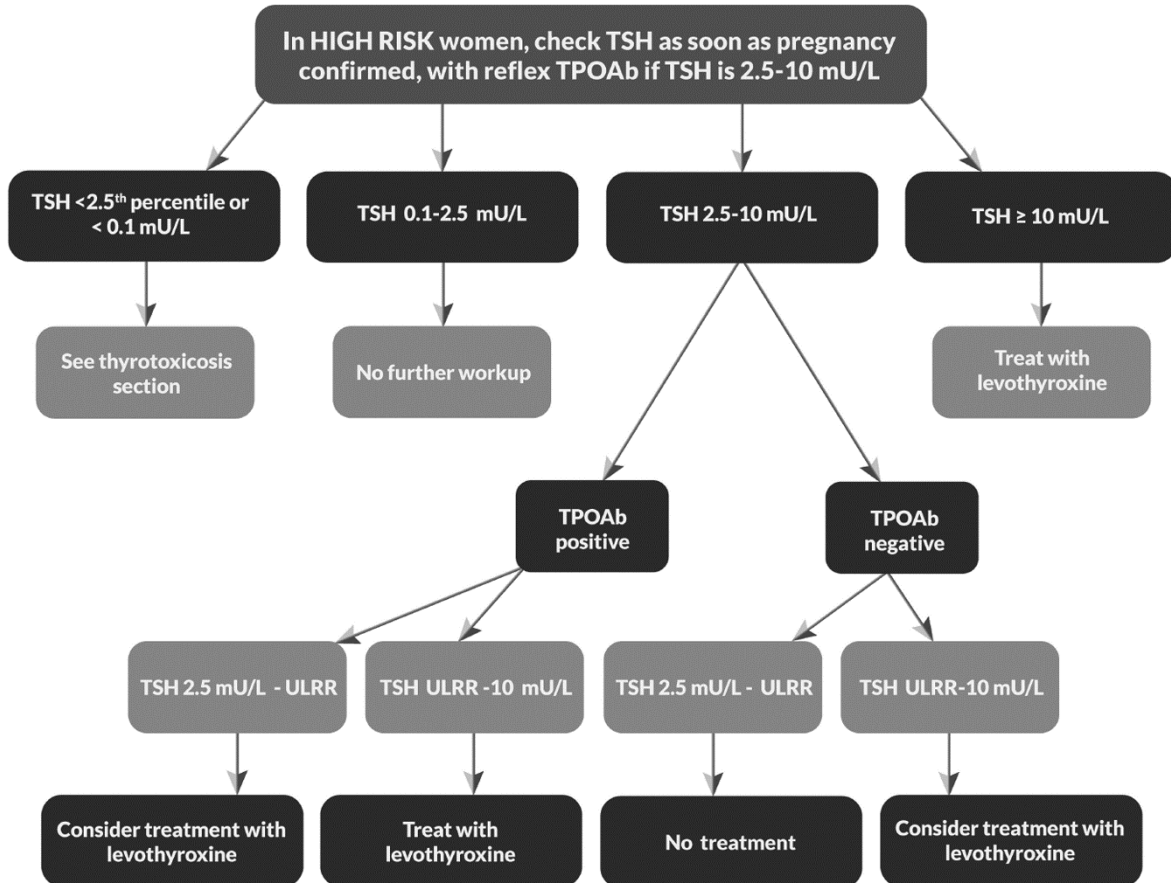 In HIGH RISK women, check TSH as soon as pregnancy
confirmed, with reflex TPOAb if TSH is 2.5-10 mU/L
TSH <2.5th percentile or
< 0.1 mU/L
TSH 0.1-2.5 mU/L
TSH 2.5-10 mU/L
TSH ≥ 10 mU/L
See thyrotoxicosis
section
No further workup
Treat with
levothyroxine
TPOAb
positive
TPOAb
negative
TSH 2.5 mU/L - ULRR
TSH ULRR -10 mU/L
TSH 2.5 mU/L - ULRR
TSH ULRR-10 mU/L
Consider treatment with
levothyroxine
Treat with
levothyroxine
No treatment
Consider treatment with
levothyroxine